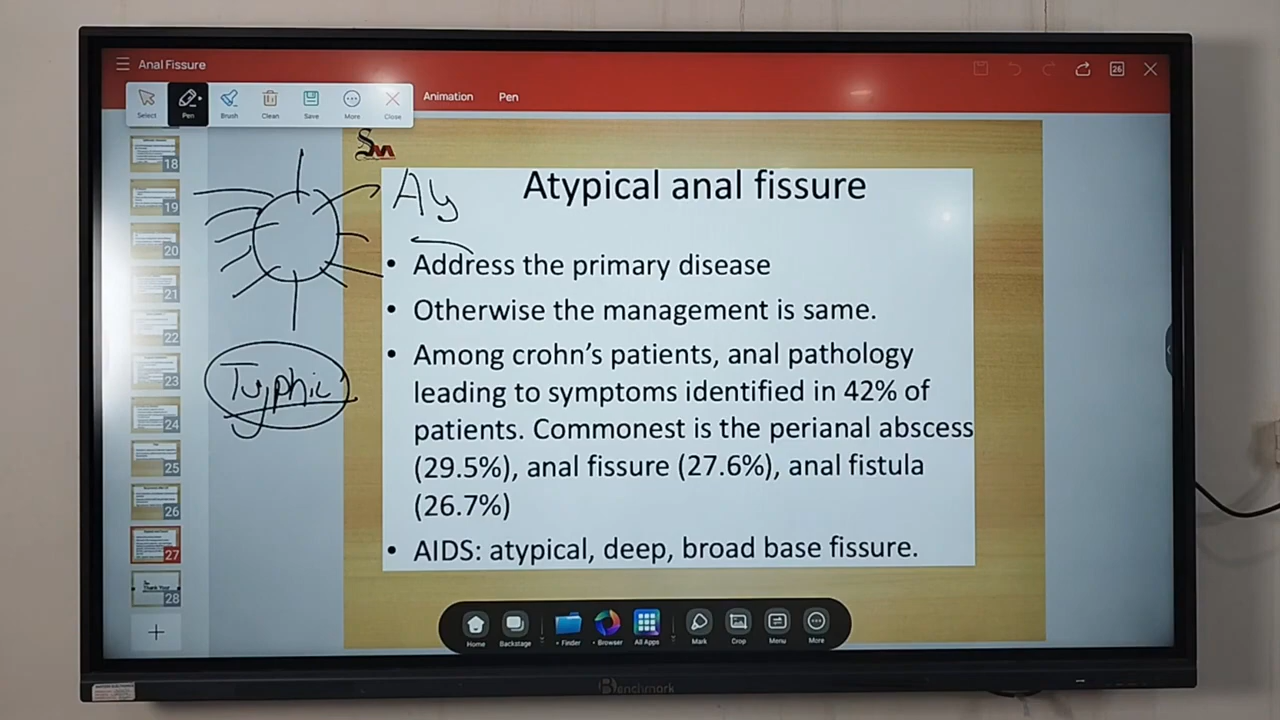 Anal Fissure
26
Select
Pen
Brush
Clean
Save
More
Close
Animation
Pen
18
19
20
21
22
23
24
25
26
27
28
Thank You
Sm
Ay
Typhic
Atypical anal fissure
• Address the primary disease
• Otherwise the management is same.
• Among crohn's patients, anal pathology
leading to symptoms identified in 42% of
patients. Commonest is the perianal abscess
(29.5%), anal fissure (27.6%), anal fistula
(26.7%)
• AIDS: atypical, deep, broad base fissure.
Home
Backstage
Finder
Browser
All Apps
Mark
Crop
Menu
More
Benchmark